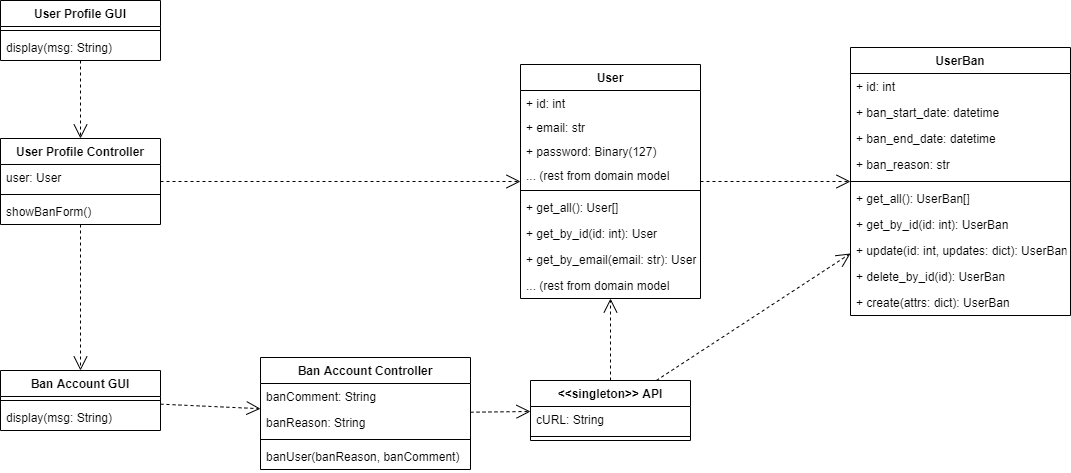 User Profile GUI
display(msg: String)
User Profile Controller
user: User
showBanForm()
User
+ id: int
+ email: str
+ password: Binary(127)
... (rest from domain model
+ get_all(): User[]
+ get_by_id(id: int): User
+ get_by_email(email: str): User
... (rest from domain model
UserBan
+ id: int
+ ban_start_date: datetime
+ ban_end_date: datetime
+ ban_reason: str
+ get_all(): UserBan[]
+ get_by_id(id: int): UserBan
+ update(id: int, updates: dict): UserBan
+ delete_by_id(id): UserBan
+ create(attrs: dict): UserBan
Ban Account GUI
display(msg: String)
Ban Account Controller
banComment: String
banReason: String
banUser(banReason, banComment)
<<singleton>> API
cURL: String